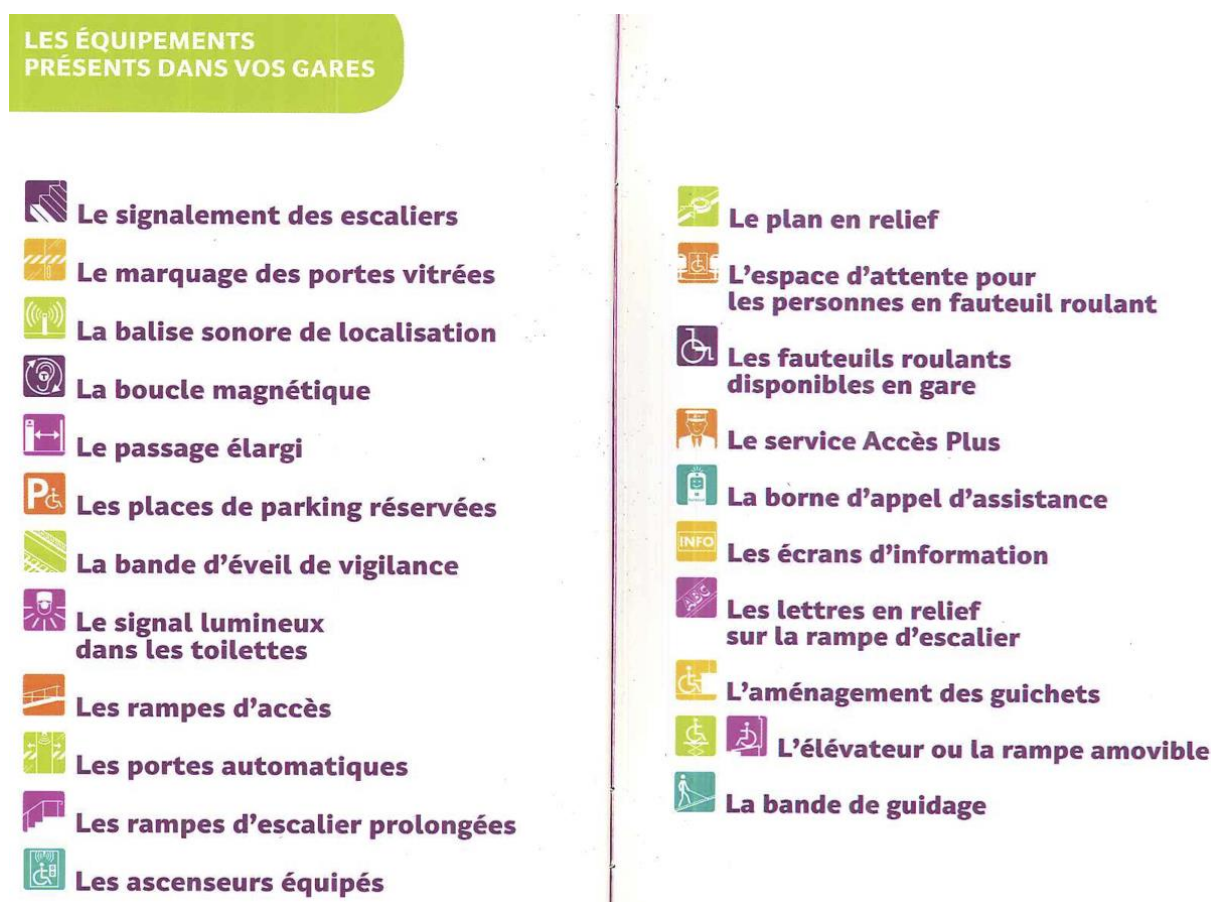 LES ÉQUIPEMENTS
PRÉSENTS DANS VOS GARES
Le signalement des escaliers
Le marquage des portes vitrées
La balise sonore de localisation
T
La boucle magnétique
Le passage élargi
P
Les places de parking réservées
La bande d'éveil de vigilance
Le signal lumineux
dans les toilettes
Les rampes d'accès
Les portes automatiques
Les rampes d'escalier prolongées
Les ascenseurs équipés
Le plan en relief
L'espace d'attente pour
les personnes en fauteuil roulant
Les fauteuils roulants
disponibles en gare
Le service Accès Plus
La borne d'appel d'assistance
INFO
Les écrans d'information
ABC
Les lettres en relief
sur la rampe d'escalier
L'aménagement des guichets
L'élévateur ou la rampe amovible
La bande de guidage